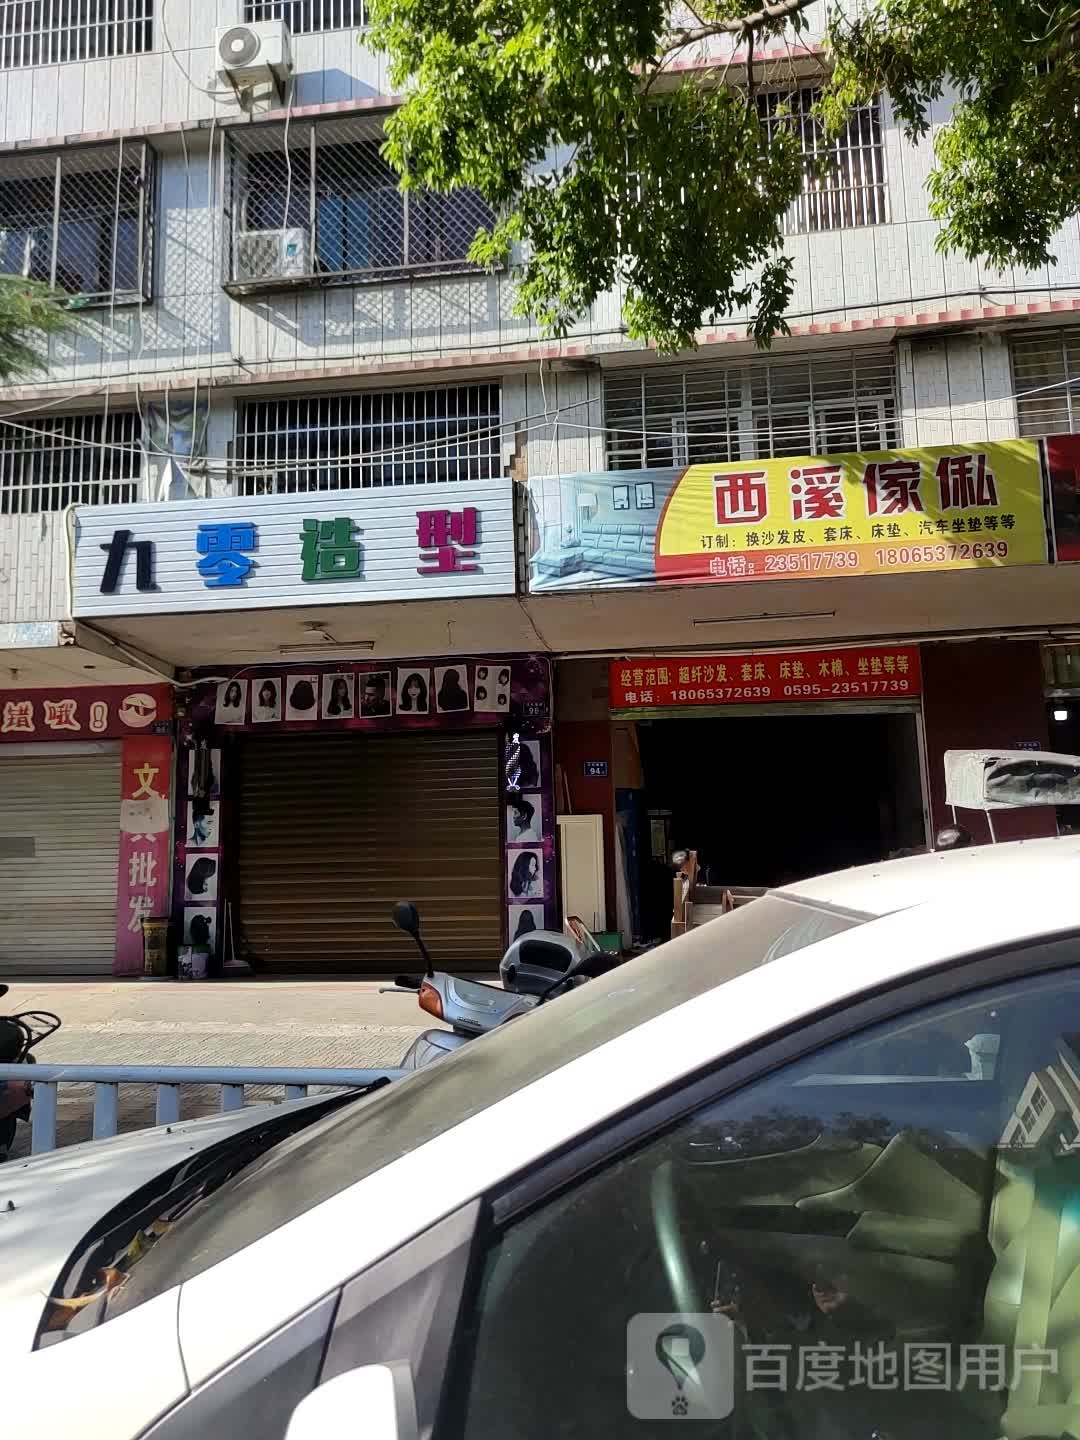 九零造型
西溪傢俬
订制：换沙发皮、套床、床垫、汽车坐垫等等
电话：23517739 18065372639
经营范围：超纤沙发、套床、床垫、木棉、坐垫等等
电话：18065372639 0595-23517739
错哦！
文具批发
96
94
百度地图用户